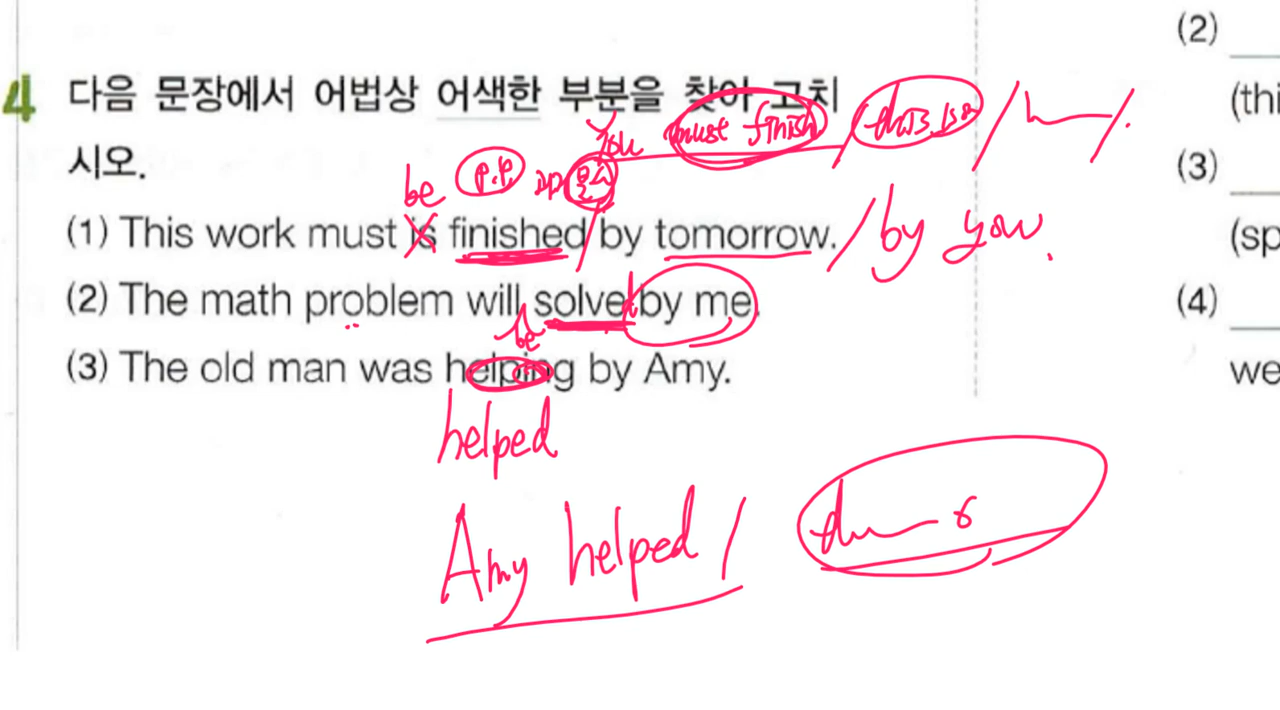 (2)
4 다음 문장에서 어법상 어색한 부분을 찾아 고치
시오.
(thi
you must finish this
be p.p.
(3)
(1) This work must is finished by tomorrow. / by you.
(sp
(2) The math problem will solve by me.
(4)
be
(3) The old man was helping by Amy.
we
helped
Amy helped /